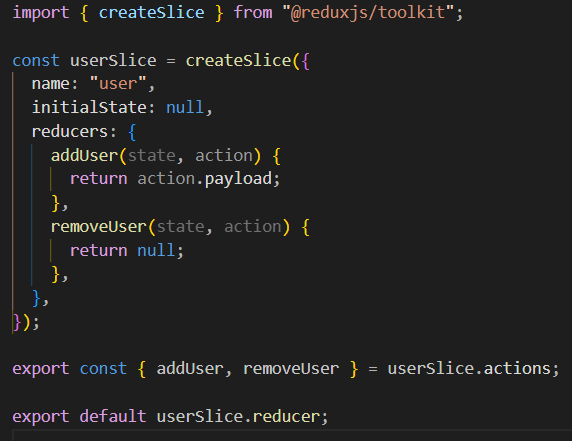 import { createSlice } from "@reduxjs/toolkit";
const userSlice = createSlice({
  name: "user",
  initialState: null,
  reducers: {
    addUser(state, action) {
      return action.payload;
    },
    removeUser(state, action) {
      return null;
    },
  },
});
export const { addUser, removeUser } = userSlice.actions;
export default userSlice.reducer;